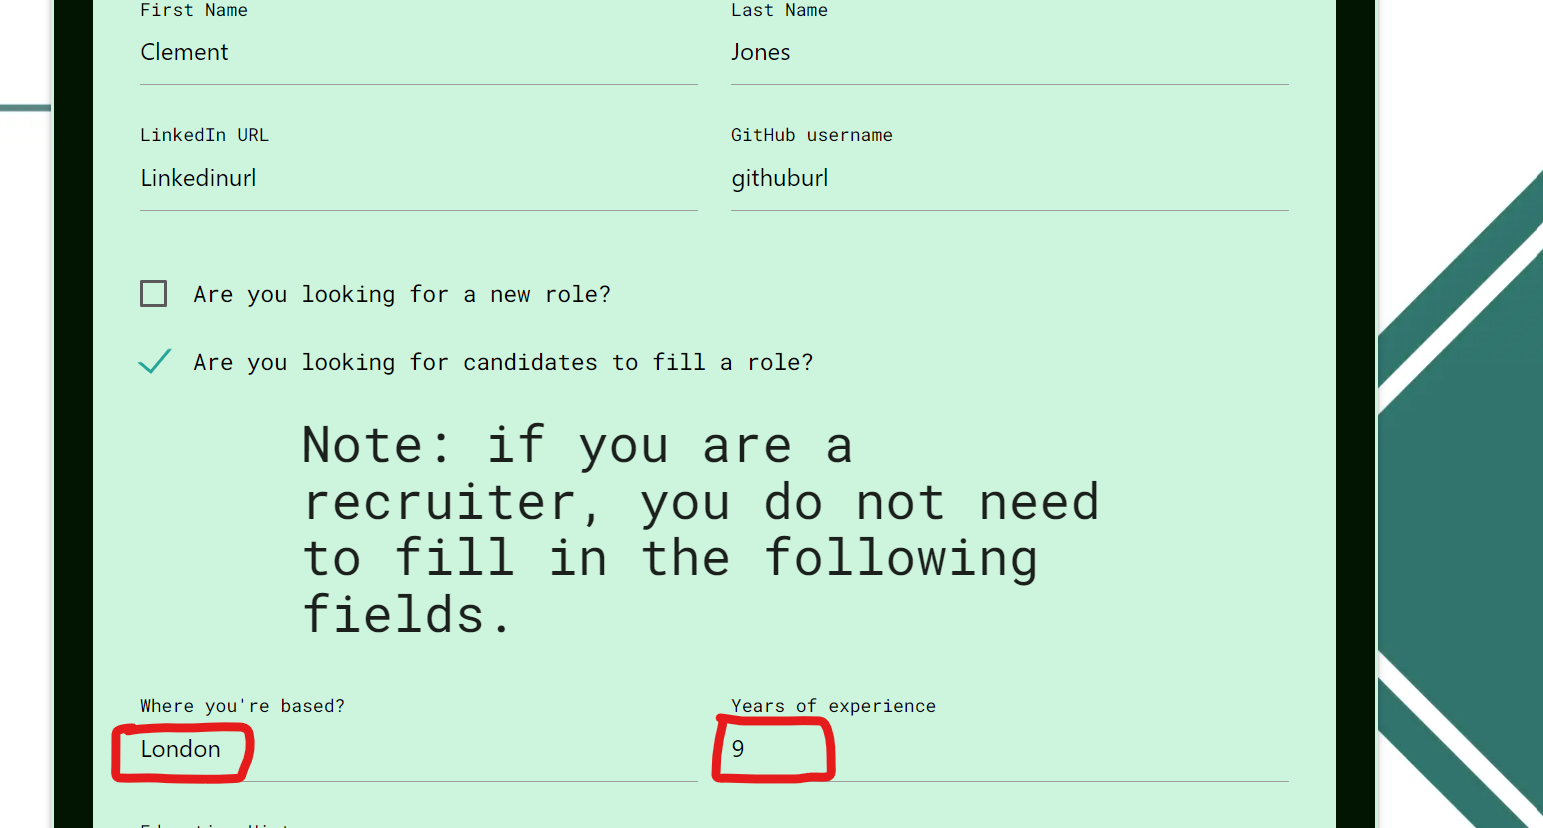 First Name
Last Name
Clement
Jones
LinkedIn URL
GitHub username
Linkedinurl
githuburl
Are you looking for a new role?
Are you looking for candidates to fill a role?
Note: if you are a
recruiter, you do not need
to fill in the following
fields.
Where you're based?
Years of experience
London
9